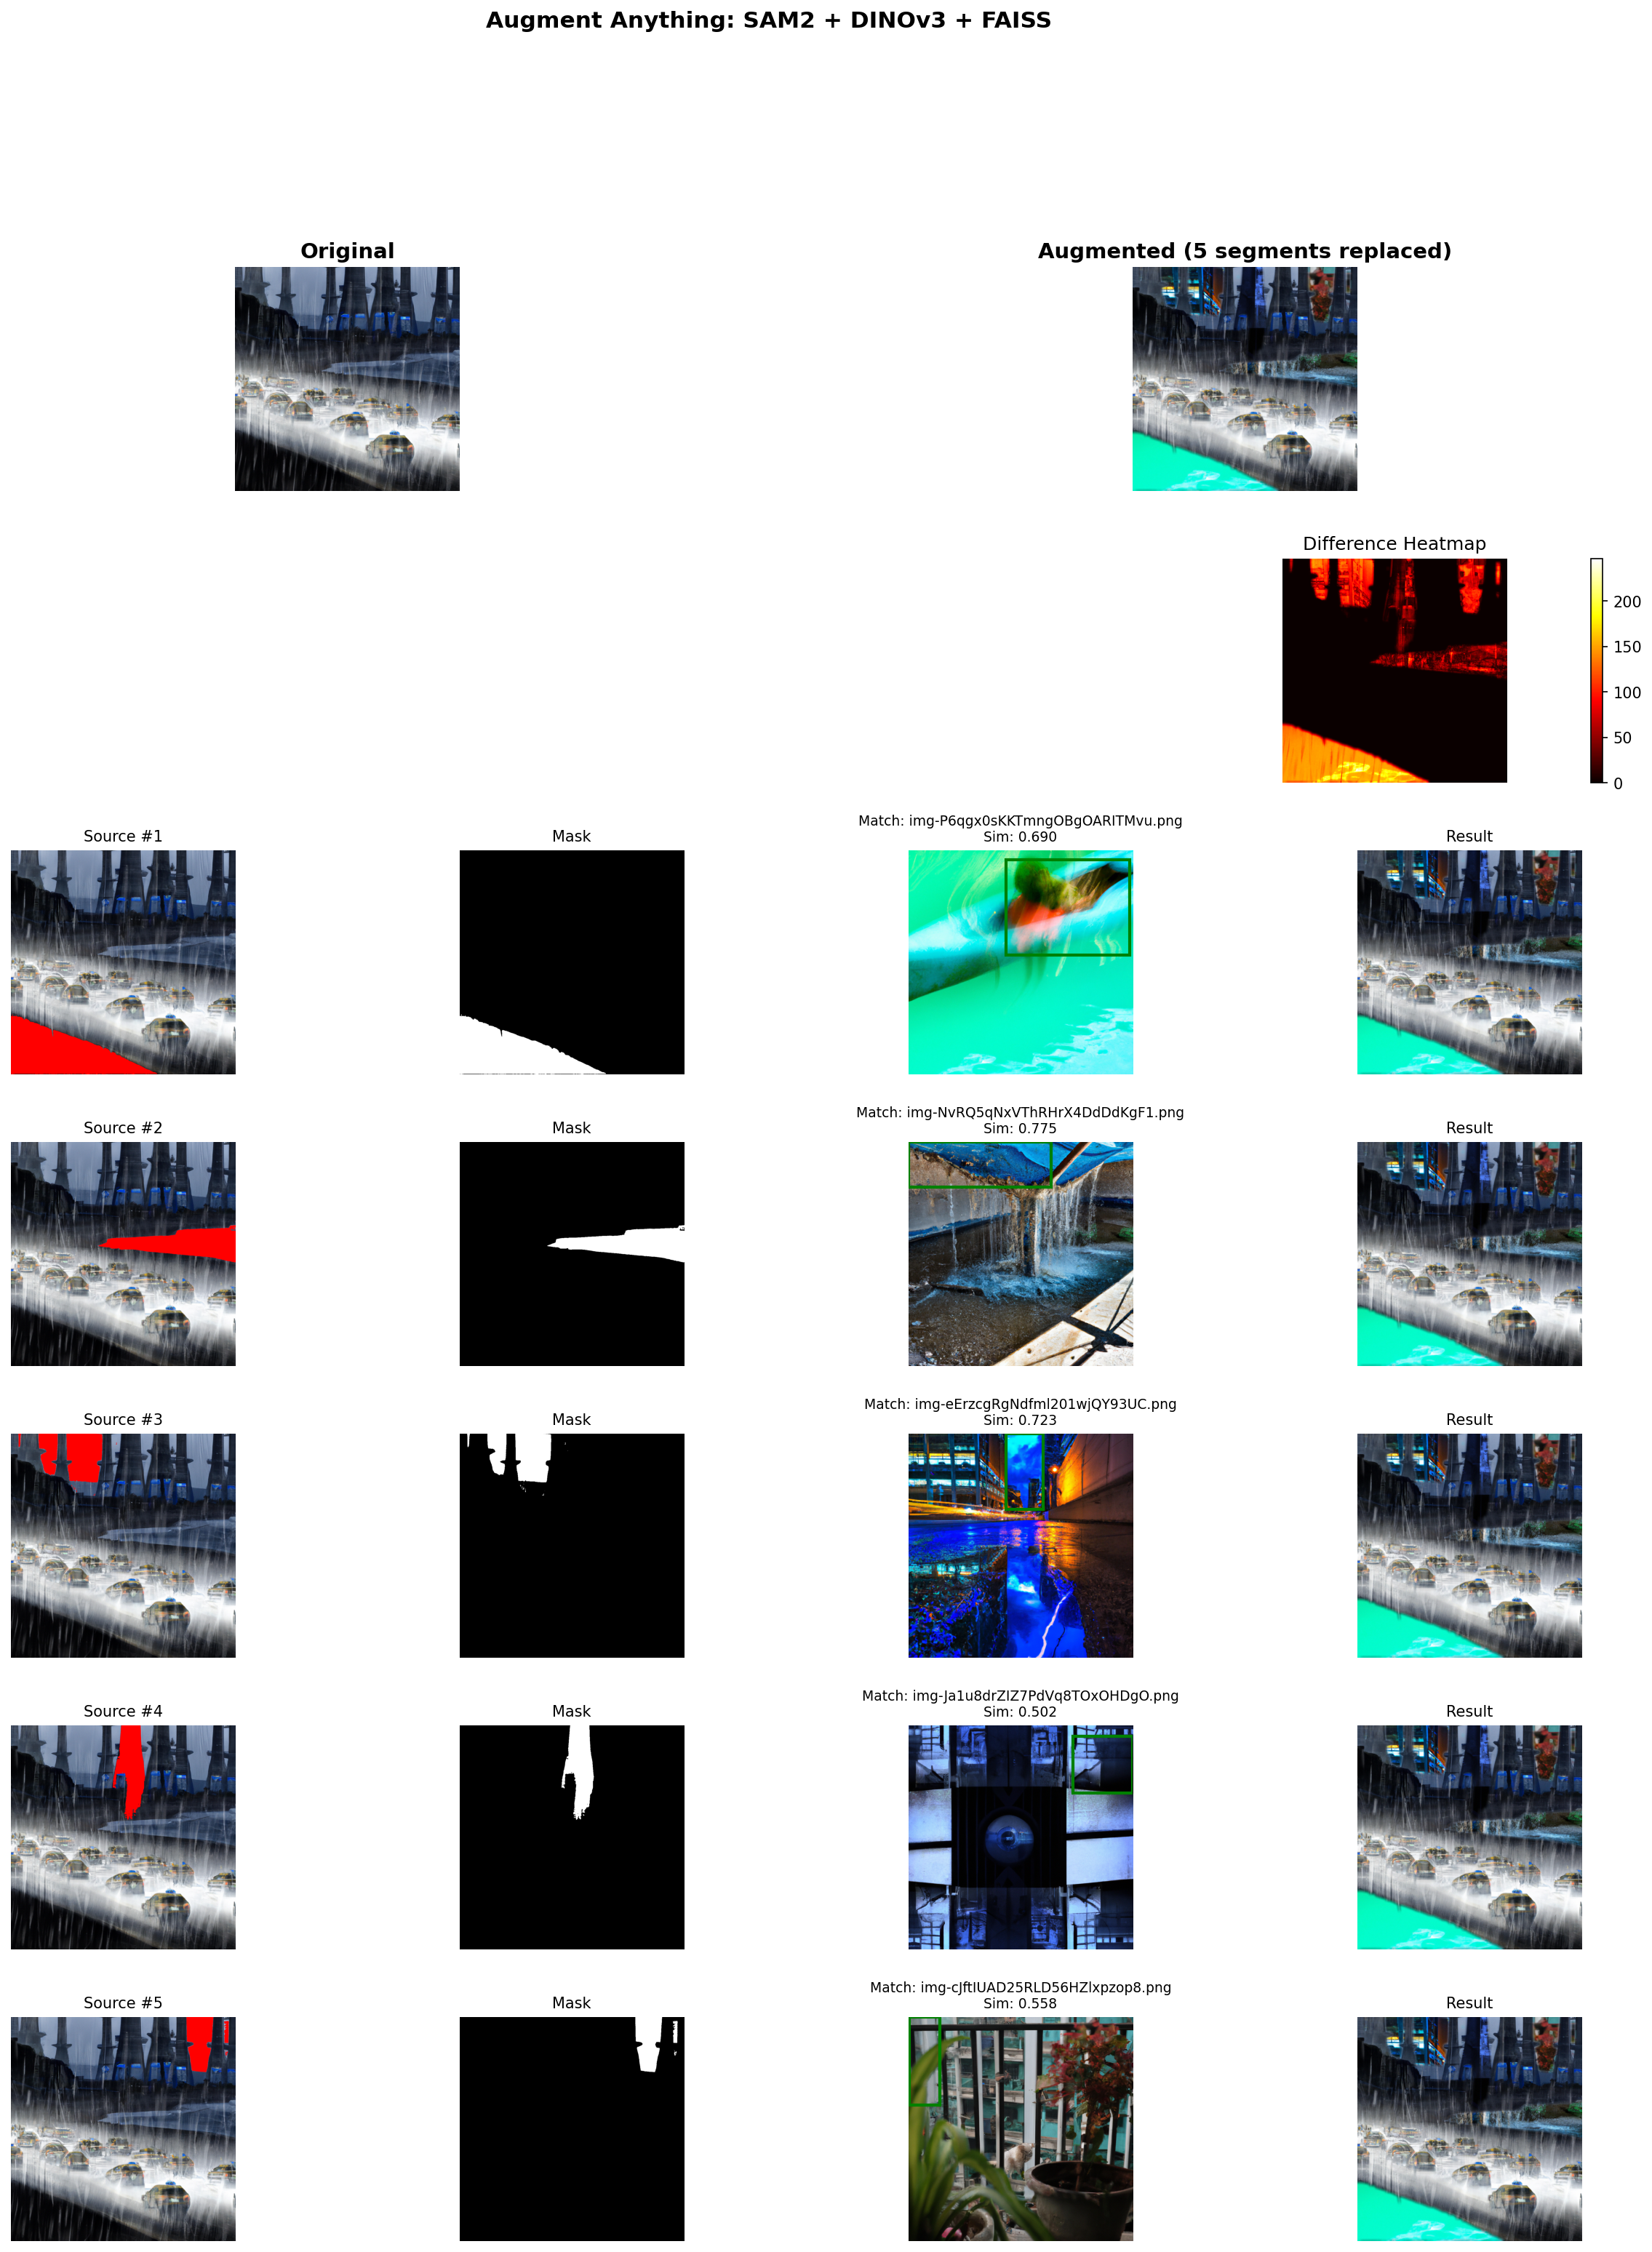 Augment Anything: SAM2 + DINOv3 + FAISS
Original
Augmented (5 segments replaced)
Difference Heatmap
200
150
100
50
0
Source #1
Mask
Match: img-P6qgx0sKKTmngOBgOARITMvu.png
Sim: 0.690
Result
Source #2
Mask
Match: img-NvRQ5qNxVThRHrX4DdDdKgF1.png
Sim: 0.775
Result
Source #3
Mask
Match: img-eErzcgRgNdfml201wjQY93UC.png
Sim: 0.723
Result
Source #4
Mask
Match: img-Ja1u8drZIZ7PdVq8TOxOHDgO.png
Sim: 0.502
Result
Source #5
Mask
Match: img-cJftIUAD25RLD56HZlxpzop8.png
Sim: 0.558
Result